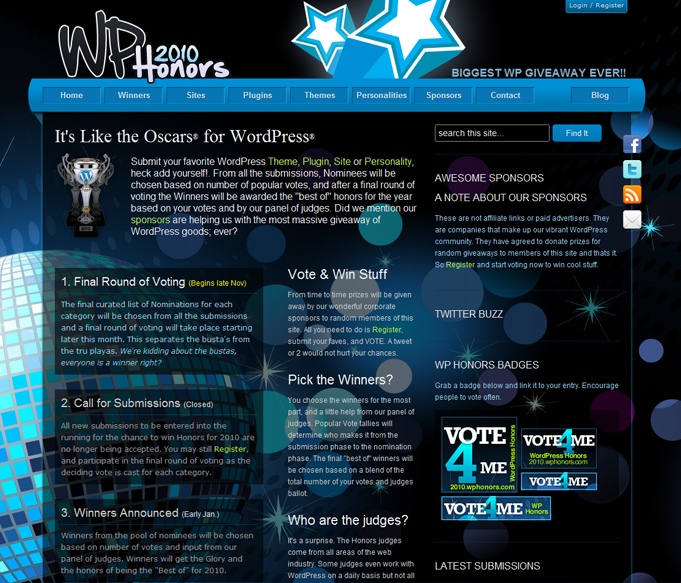 Login / Register
WP 2010
Honors
BIGGEST WP GIVEAWAY EVER!!
Home Winners Sites Plugins Themes Personalities Sponsors Contact Blog
It's Like the Oscars® for WordPress®
Submit your favorite WordPress Theme, Plugin, Site or Personality,
heck add yourself!. From all the submissions, Nominees will be
chosen based on number of popular votes, and after a final round of
voting the Winners will be awarded the "best of" honors for the year
based on your votes and by our panel of judges. Did we mention our
sponsors are helping us with the most massive giveaway of
WordPress goods; ever?
1. Final Round of Voting (Begins late Nov)
The final curated list of Nominations for each
category will be chosen from all the submissions
and a final round of voting will take place starting
later this month. This separates the busta's from
the tru playas. We're kidding about the bustas,
everyone is a winner right?
2. Call for Submissions (Closed)
All new submissions to be entered into the
running for the chance to win Honors for 2010 are
no longer being accepted. You may still Register,
and participate in the final round of voting as the
deciding vote is cast for each category.
3. Winners Announced (Early Jan.)
Winners from the pool of nominees will be chosen
based on number of votes and input from our
panel of judges. Winners will get the Glory and
the honors of being the "Best of" for 2010.
Vote & Win Stuff
From time to time prizes will be given
away by our wonderful corporate
sponsors to random members of this
site. All you need to do is Register,
submit your faves, and VOTE. A tweet
or 2 would not hurt your chances.
Pick the Winners?
You choose the winners for the most
part, and a little help from our panel of
judges. Popular Vote tallies will
determine who makes it from the
submission phase to the nomination
phase. The final "best of" winners will
be chosen based on a blend of the
total number of your votes and judges
ballot.
Who are the judges?
It's a surprise. The Honors judges
come from all areas of the web
industry. Some judges even work with
WordPress on a daily basis but not all
search this site... Find It
AWESOME SPONSORS
A NOTE ABOUT OUR SPONSORS
These are not affiliate links or paid advertisers. They
are companies that make up our vibrant WordPress
community. They have agreed to donate prizes for
random giveaways to members of this site and thats it.
So Register and start voting now to win cool stuff.
TWITTER BUZZ
WP HONORS BADGES
Grab a badge below and link it to your entry. Encourage
people to vote often.
VOTE
4 ME
WordPress Honors
2010.wphonors.com
VOTE4ME
WordPress Honors
2010.wphonors.com
VOTE4ME
VOTE4ME WP Honors
LATEST SUBMISSIONS